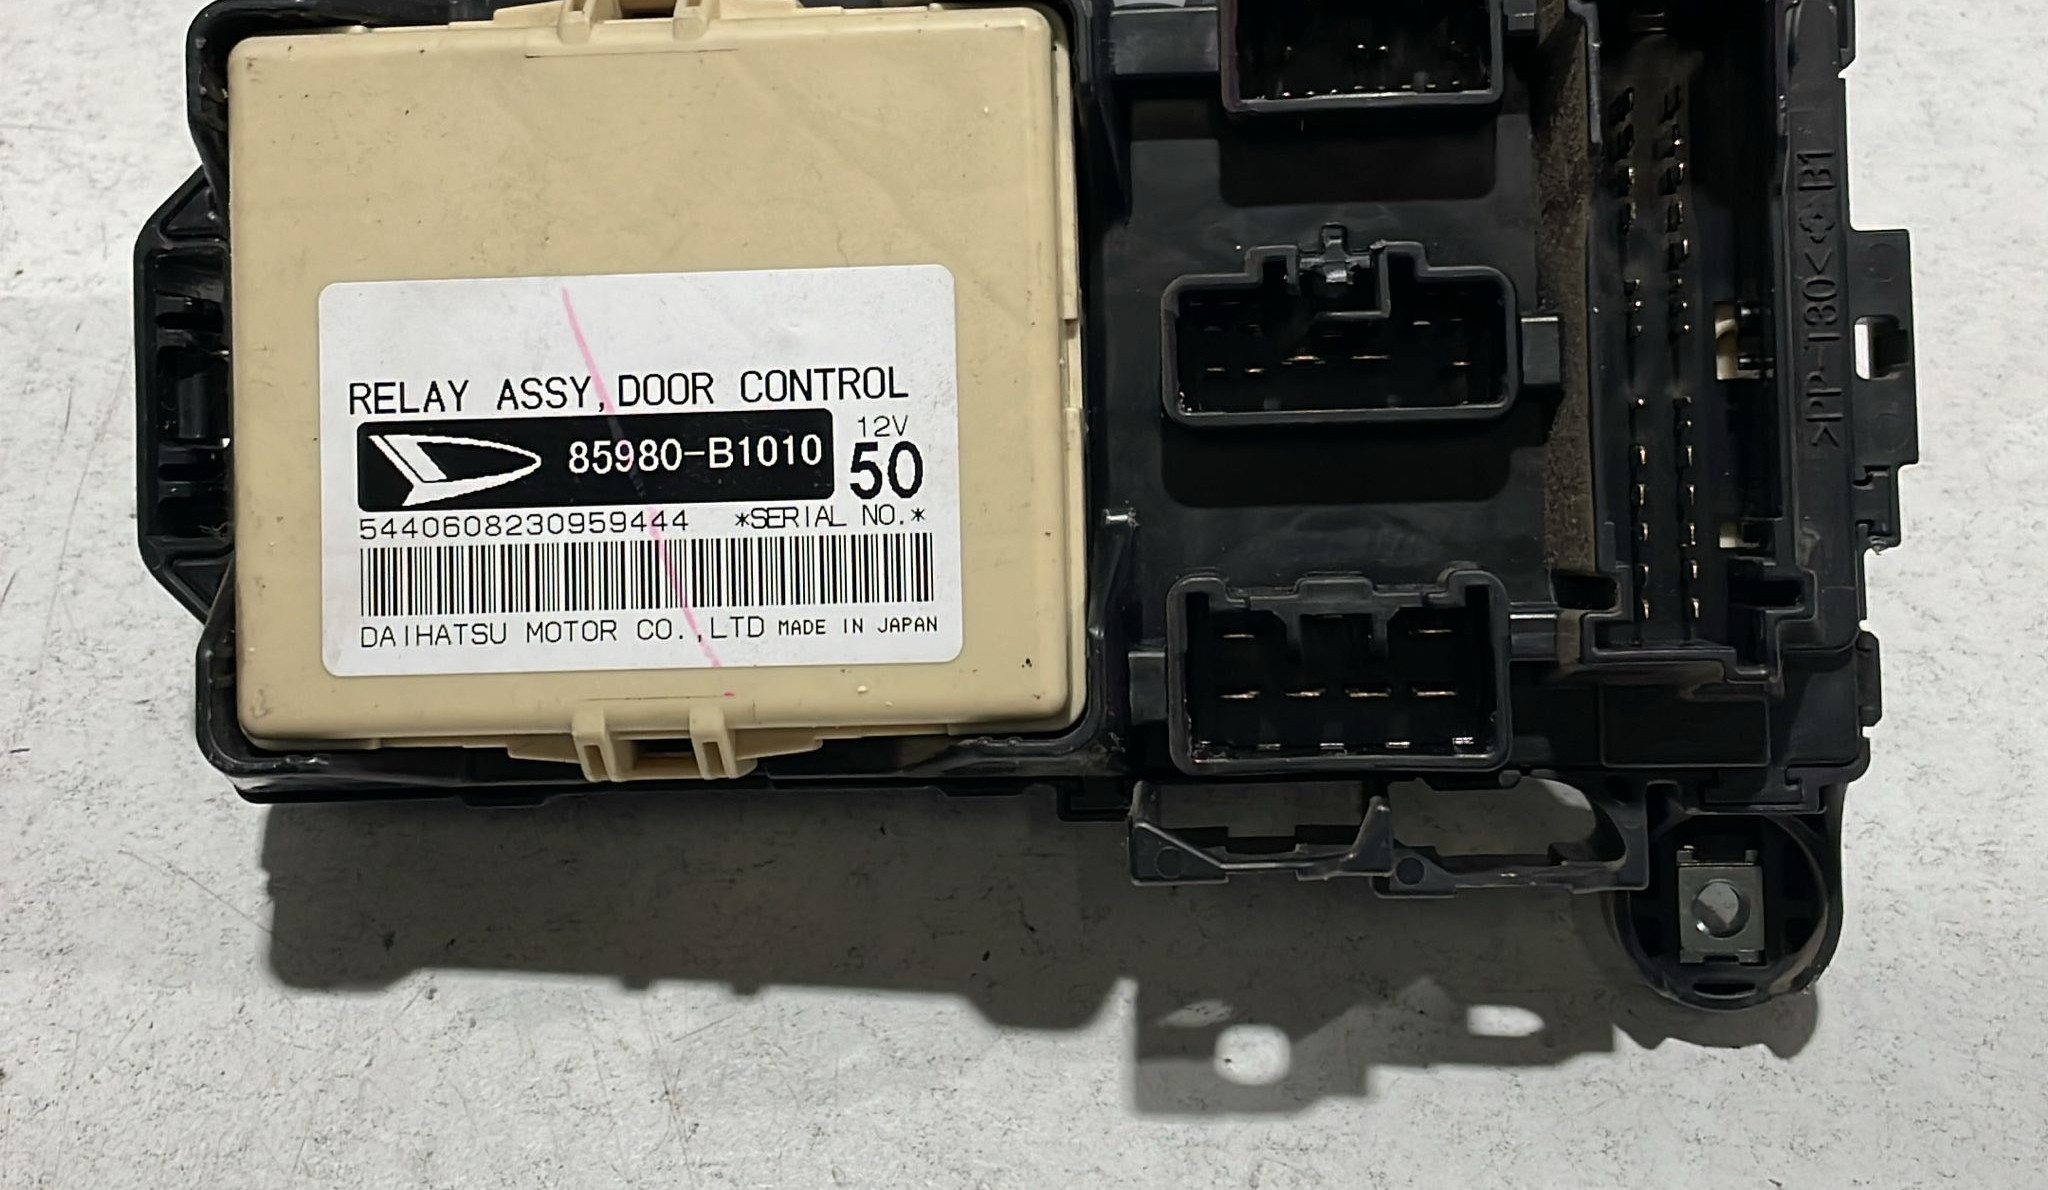 RELAY ASSY, DOOR CONTROL
85980-B1010
12V
50
5440608230959444 *SERIAL NO.*
DAIHATSU MOTOR CO.,LTD MADE IN JAPAN
>PP-T30< B1